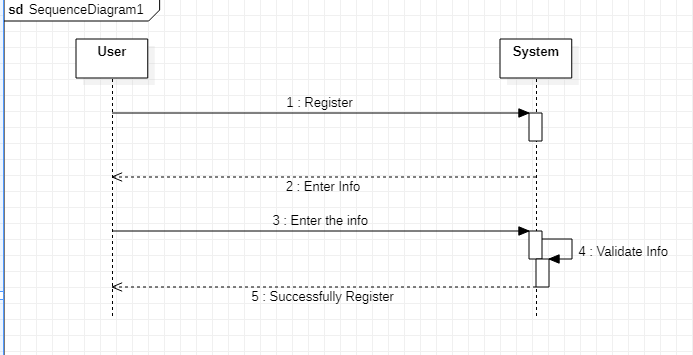 sd SequenceDiagram1
User
System
1 : Register
2 : Enter Info
3 : Enter the info
4 : Validate Info
5 : Successfully Register